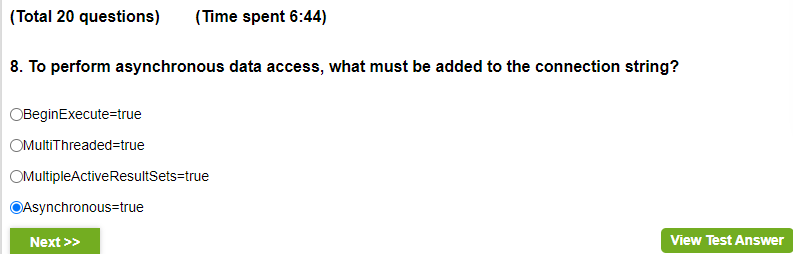 (Total 20 questions) (Time spent 6:44)
8. To perform asynchronous data access, what must be added to the connection string?
BeginExecute=true
MultiThreaded=true
MultipleActiveResultSets=true
Asynchronous=true
Next >> View Test Answer